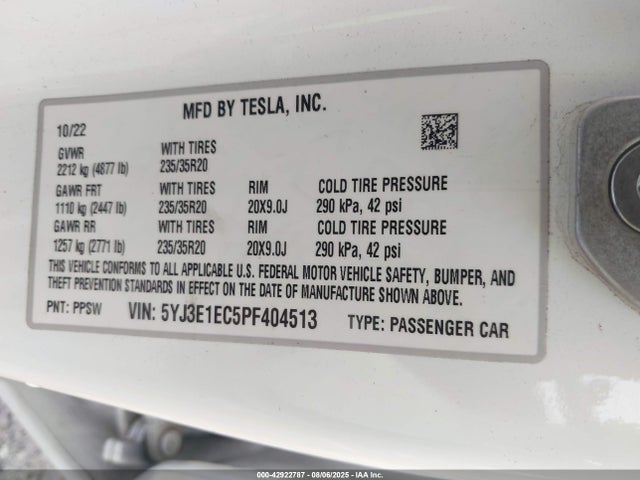 MFD BY TESLA, INC.
10/22
GVWR WITH TIRES
2212 kg (4877 lb) 235/35R20
GAWR FRT WITH TIRES RIM COLD TIRE PRESSURE
1110 kg (2447 lb) 235/35R20 20X9.0J 290 kPa, 42 psi
GAWR RR WITH TIRES RIM COLD TIRE PRESSURE
1257 kg (2771 lb) 235/35R20 20X9.0J 290 kPa, 42 psi
THIS VEHICLE CONFORMS TO ALL APPLICABLE U.S. FEDERAL MOTOR VEHICLE SAFETY, BUMPER, AND
THEFT PREVENTION STANDARDS IN EFFECT ON THE DATE OF MANUFACTURE SHOWN ABOVE.
PNT: PPSW VIN: 5YJ3E1EC5PF404513 TYPE: PASSENGER CAR
000-42922787 - 08/06/2025 - IAAI.COM